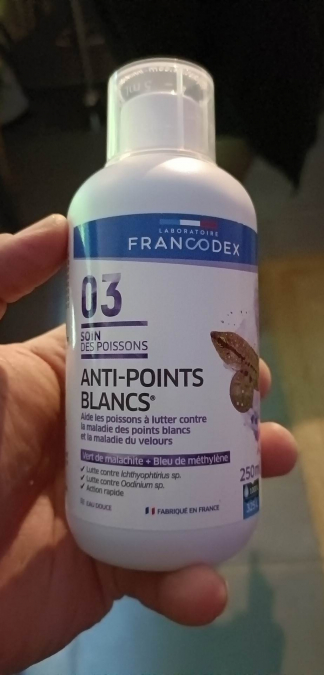 5 mL
LABORATOIRE
FRANCODEX
03
SOIN
DES POISSONS
ANTI-POINTS
BLANCS®
Aide les poissons à lutter contre
la maladie des points blancs
et la maladie du velours
Vert de malachite + Bleu de méthylène
✓ Lutte contre Ichthyophtirius sp.
✓ Lutte contre Oodinium sp.
✓ Action rapide
250m
EAU DOUCE
FABRIQUÉ EN FRANCE